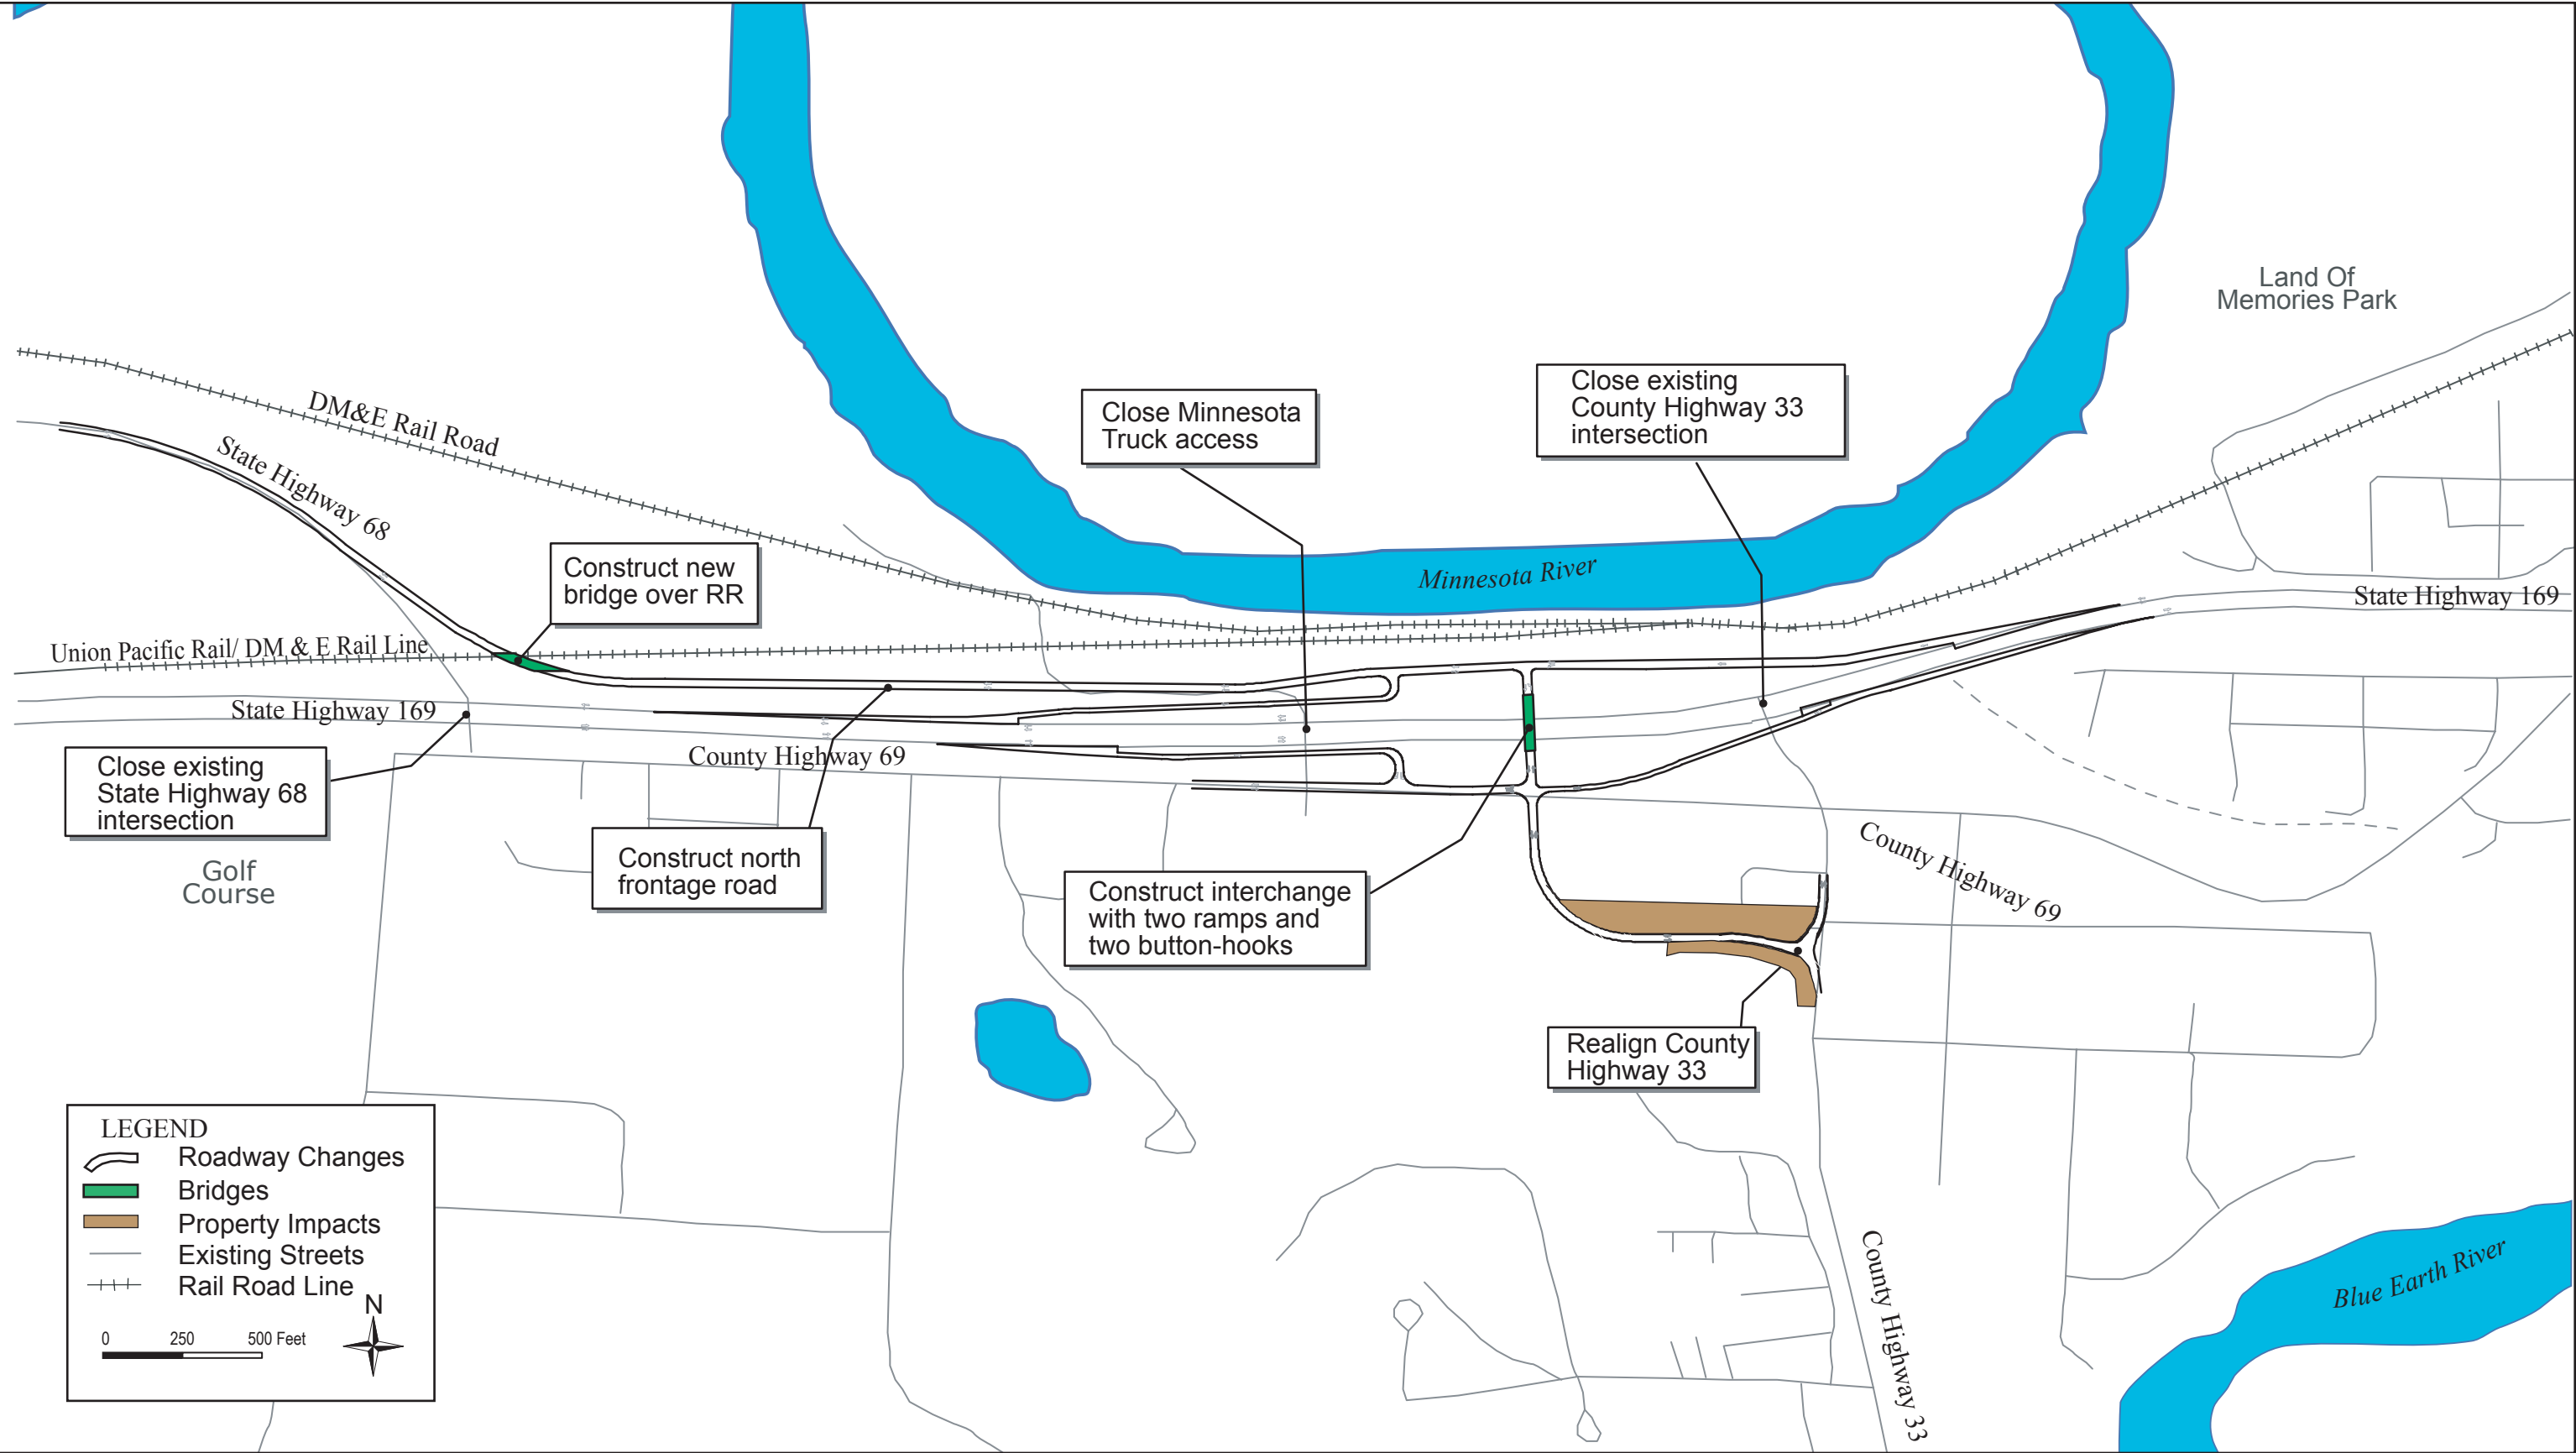 Land Of
Memories Park
DM&E Rail Road
State Highway 68
Close Minnesota
Truck access
Close existing
County Highway 33
intersection
Construct new
bridge over RR
Minnesota River
State Highway 169
Union Pacific Rail/ DM & E Rail Line
State Highway 169
County Highway 69
Close existing
State Highway 68
intersection
Golf
Course
Construct north
frontage road
Construct interchange
with two ramps and
two button-hooks
County Highway 69
Realign County
Highway 33
County Highway 33
Blue Earth River
LEGEND
Roadway Changes
Bridges
Property Impacts
Existing Streets
Rail Road Line
N
0 250 500 Feet